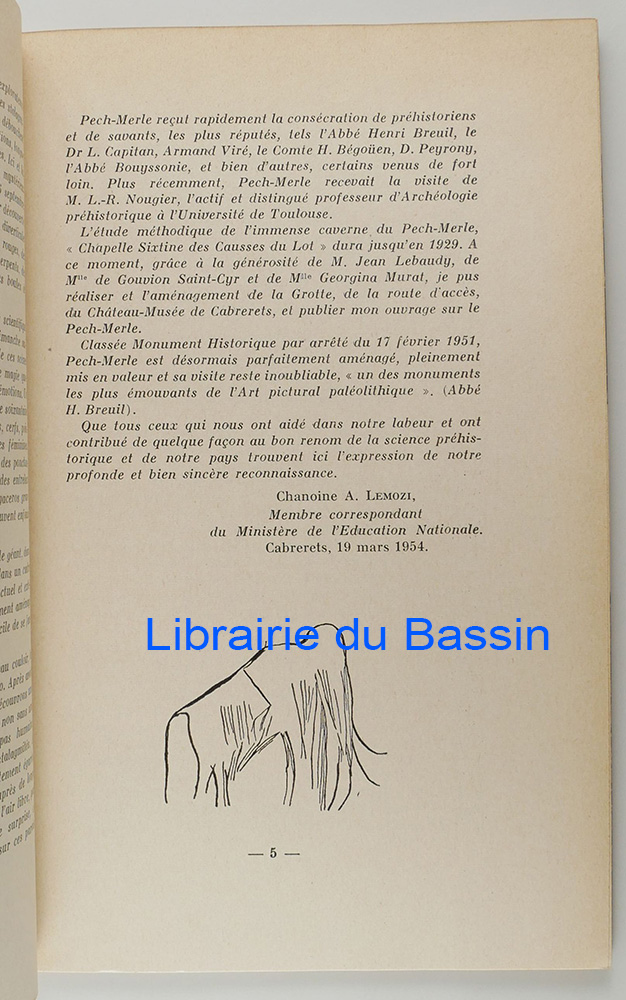 Pech-Merle reçut rapidement la consécration de préhistoriens
et de savants, les plus réputés, tels l'Abbé Henri Breuil, le
Dr L. Capitan, Armand Viré, le Comte H. Bégoüen, D. Peyrony,
l'Abbé Bouyssonie, et bien d'autres, certains venus de fort
loin. Plus récemment, Pech-Merle recevait la visite de
M. L.-R. Nougier, l'actif et distingué professeur d'Archéologie
préhistorique à l'Université de Toulouse.
L'étude méthodique de l'immense caverne du Pech-Merle,
« Chapelle Sixtine des Causses du Lot » dura jusqu'en 1929. A
ce moment, grâce à la générosité de M. Jean Lebaudy, de
Mlle de Gouvion Saint-Cyr et de Mlle Georgina Murat, je pus
réaliser et l'aménagement de la Grotte, de la route d'accès,
du Château-Musée de Cabrerets, et publier mon ouvrage sur le
Pech-Merle.
Classée Monument Historique par arrêté du 17 février 1951,
Pech-Merle est désormais parfaitement aménagé, pleinement
mis en valeur et sa visite reste inoubliable, « un des monuments
les plus émouvants de l'Art pictural paléolithique ». (Abbé
H. Breuil).
Que tous ceux qui nous ont aidé dans notre labeur et ont
contribué de quelque façon au bon renom de la science préhis-
torique et de notre pays trouvent ici l'expression de notre
profonde et bien sincère reconnaissance.
Chanoine A. LEMOZI,
Membre correspondant
du Ministère de l'Education Nationale.
Cabrerets, 19 mars 1954.
Librairie du Bassin
— 5 —